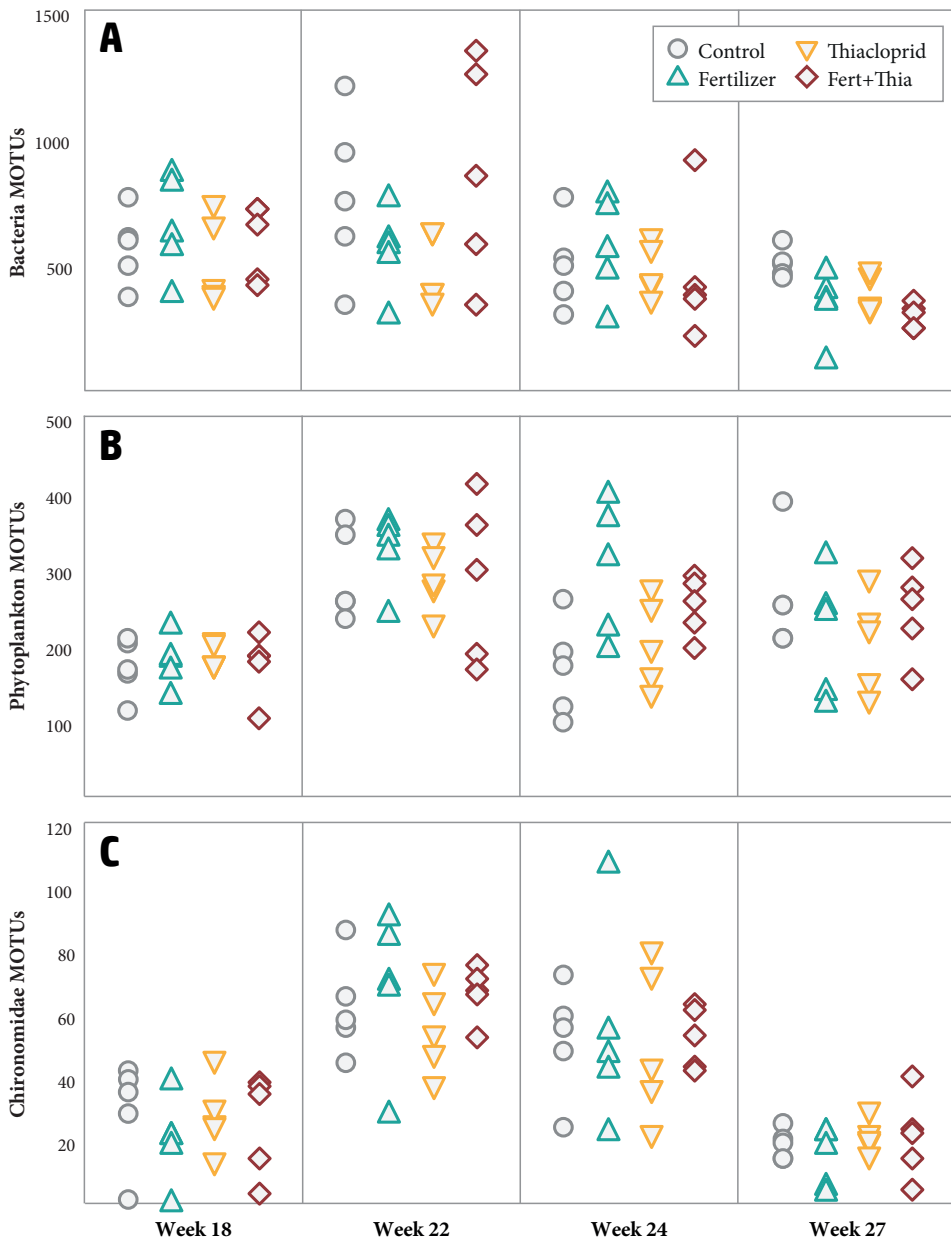 A
Control
Thiacloprid
Fertilizer
Fert+Thia
1500
1000
500
Bacteria MOTUs
B
500
400
300
200
100
Phytoplankton MOTUs
C
120
100
80
60
40
20
Chironomidae MOTUs
Week 18
Week 22
Week 24
Week 27